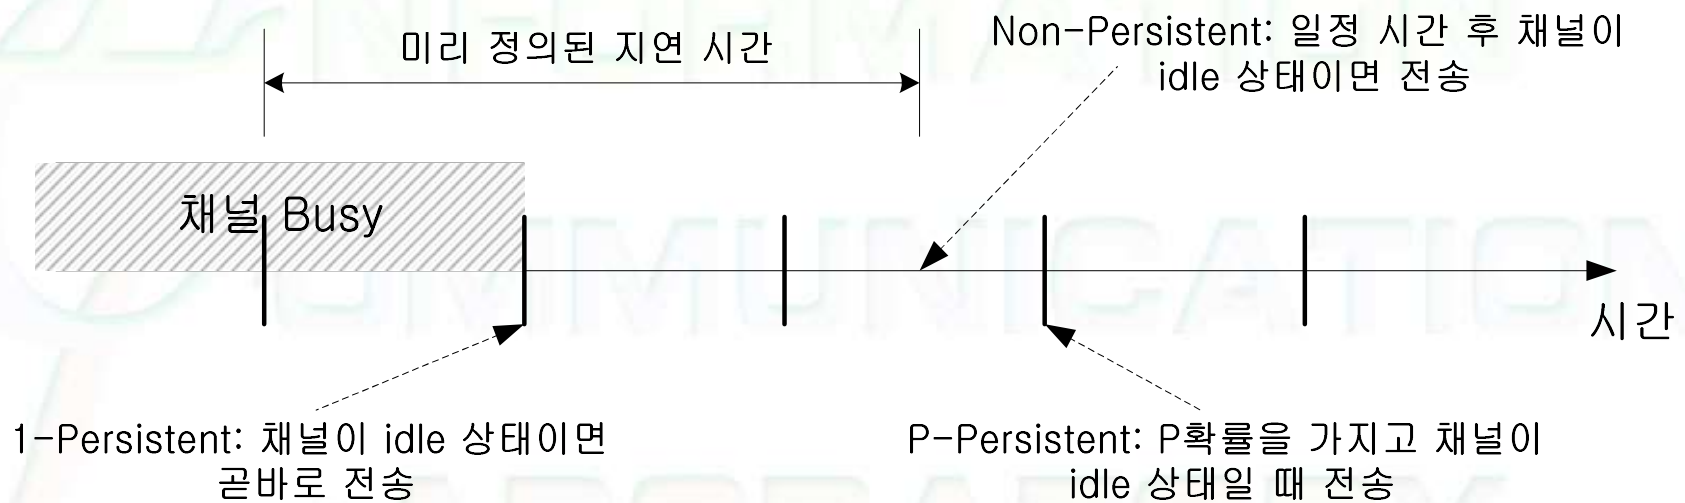 미리 정의된 지연 시간
Non-Persistent: 일정 시간 후 채널이
idle 상태이면 전송
채널 Busy
시간
1-Persistent: 채널이 idle 상태이면
곧바로 전송
P-Persistent: P확률을 가지고 채널이
idle 상태일 때 전송